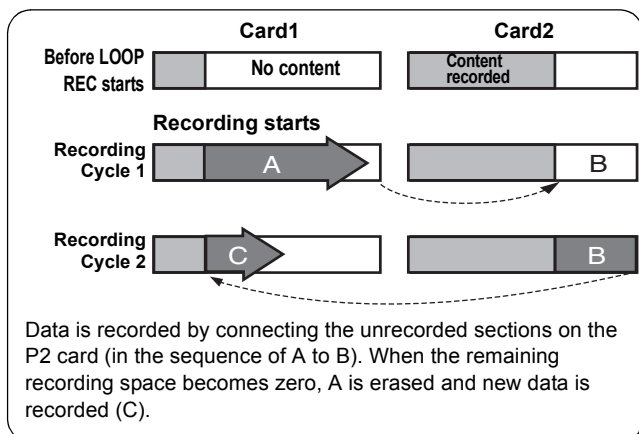 Card1 Card2
Before LOOP
REC starts
No content
Content
recorded
Recording starts
Recording
Cycle 1
A
B
Recording
Cycle 2
C
B
Data is recorded by connecting the unrecorded sections on the
P2 card (in the sequence of A to B). When the remaining
recording space becomes zero, A is erased and new data is
recorded (C).